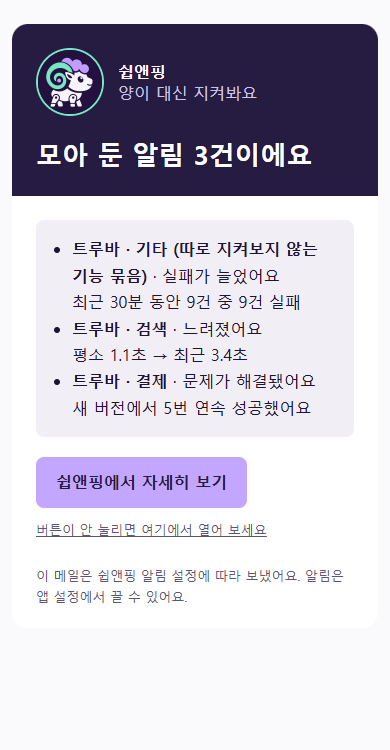 쉽앤핑
양이 대신 지켜봐요
모아 둔 알림 3건이에요
트루바 · 기타 (따로 지켜보지 않는
기능 묶음) · 실패가 늘었어요
최근 30분 동안 9건 중 9건 실패
트루바 · 검색 · 느려졌어요
평소 1.1초 → 최근 3.4초
트루바 · 결제 · 문제가 해결됐어요
새 버전에서 5번 연속 성공했어요
쉽앤핑에서 자세히 보기
버튼이 안 눌리면 여기에서 열어 보세요
이 메일은 쉽앤핑 알림 설정에 따라 보냈어요. 알림은
앱 설정에서 끌 수 있어요.